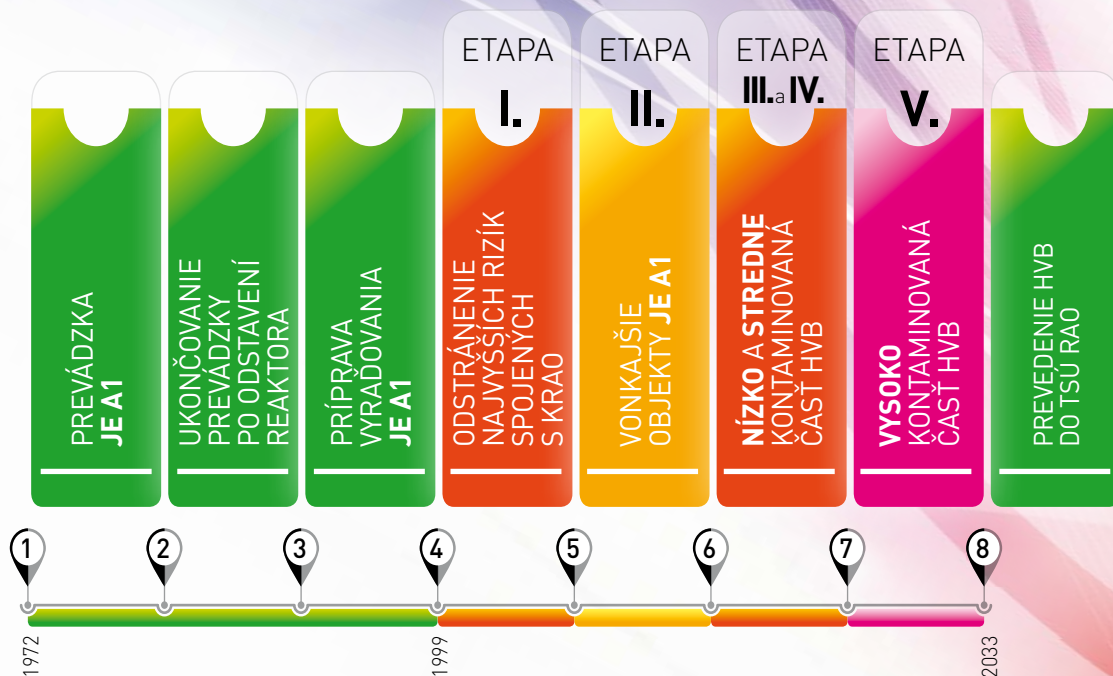 PREVÁDZKA
JE A1
UKONČOVANIE
PREVÁDZKY
PO ODSTAVENÍ
REAKTORA
PRÍPRAVA
VYRAĎOVANIA
JE A1
ETAPA
I.
ODSTRÁNENIE
NAJVYŠŠÍCH RIZÍK
SPOJENÝCH
S KRAO
ETAPA
II.
VONKAJŠIE
OBJEKTY JE A1
ETAPA
III. a IV.
NÍZKO A STREDNE
KONTAMINOVANÁ
ČASŤ HVB
ETAPA
V.
VYSOKO
KONTAMINOVANÁ
ČASŤ HVB
PREVEDENIE HVB
DO TSÚ RAO
1 2 3 4 5 6 7 8
1972 1999 2033